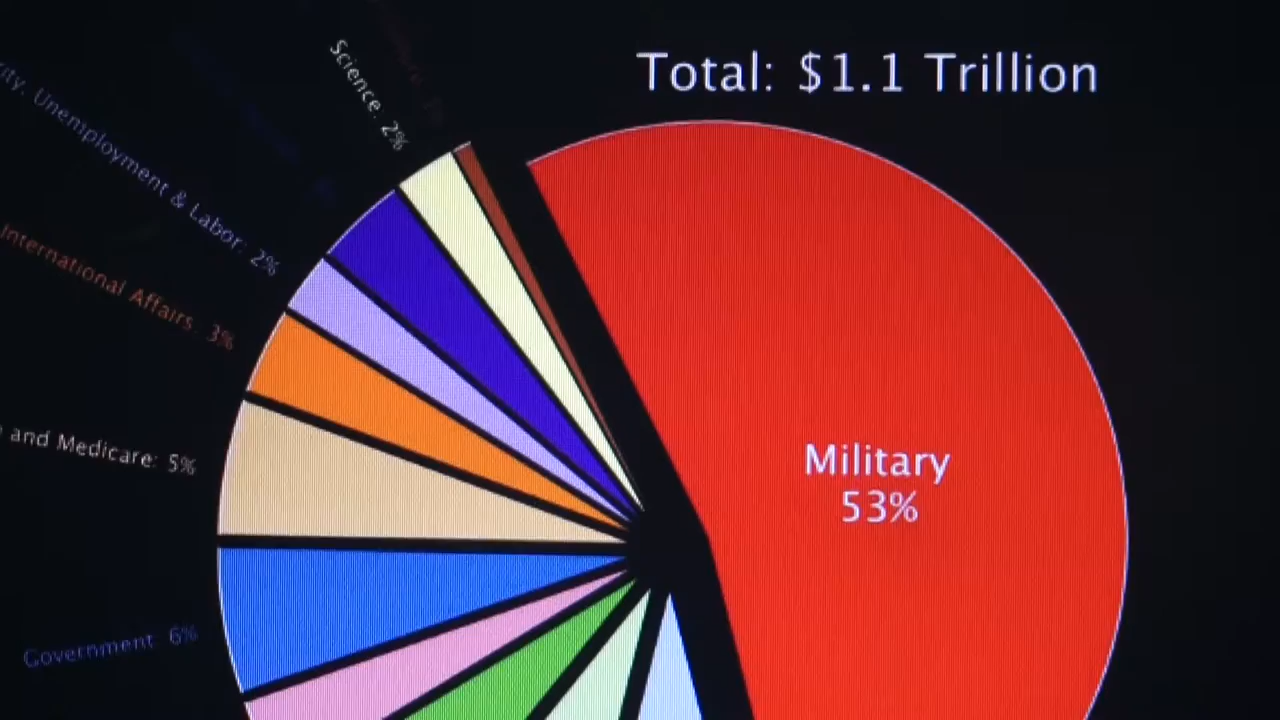 Total: $1.1 Trillion
Science: 2%
Unemployment & Labor: 2%
International Affairs: 3%
and Medicare: 5%
Government: 6%
Military
53%